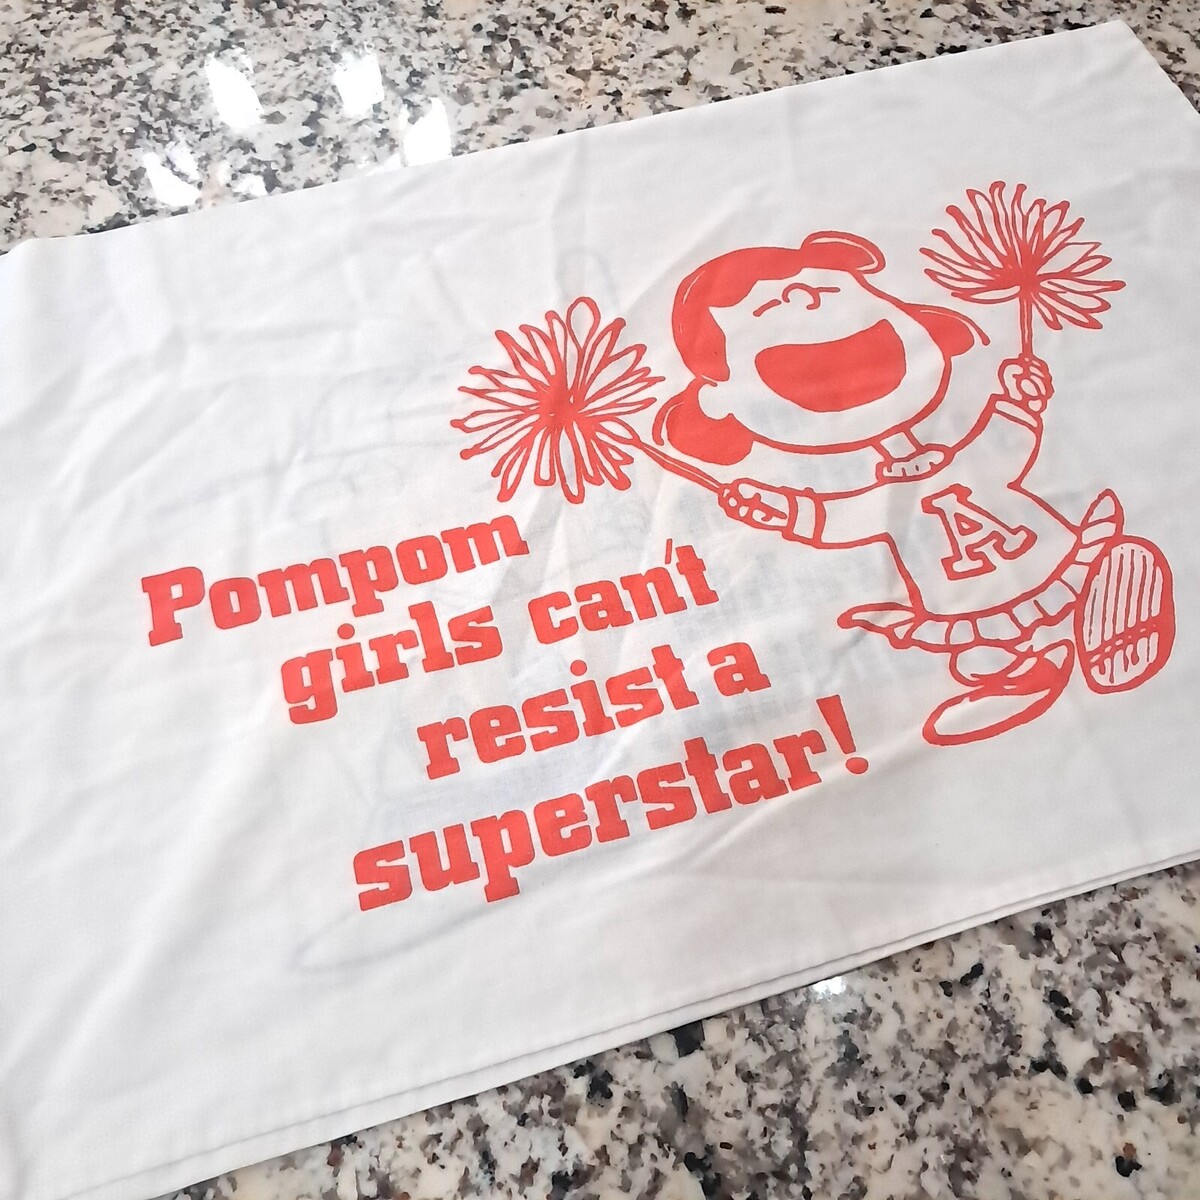 A
Pompom
girls can't
resist a
superstar!